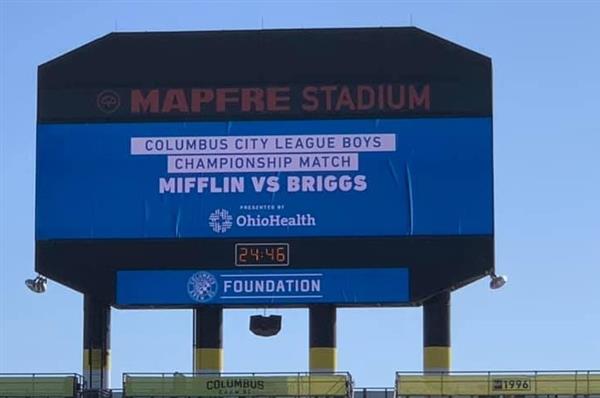 MAPFRE STADIUM
COLUMBUS CITY LEAGUE BOYS
CHAMPIONSHIP MATCH
MIFFLIN VS BRIGGS
PRESENTED BY
OhioHealth
24:46
FOUNDATION
COLUMBUS
1996